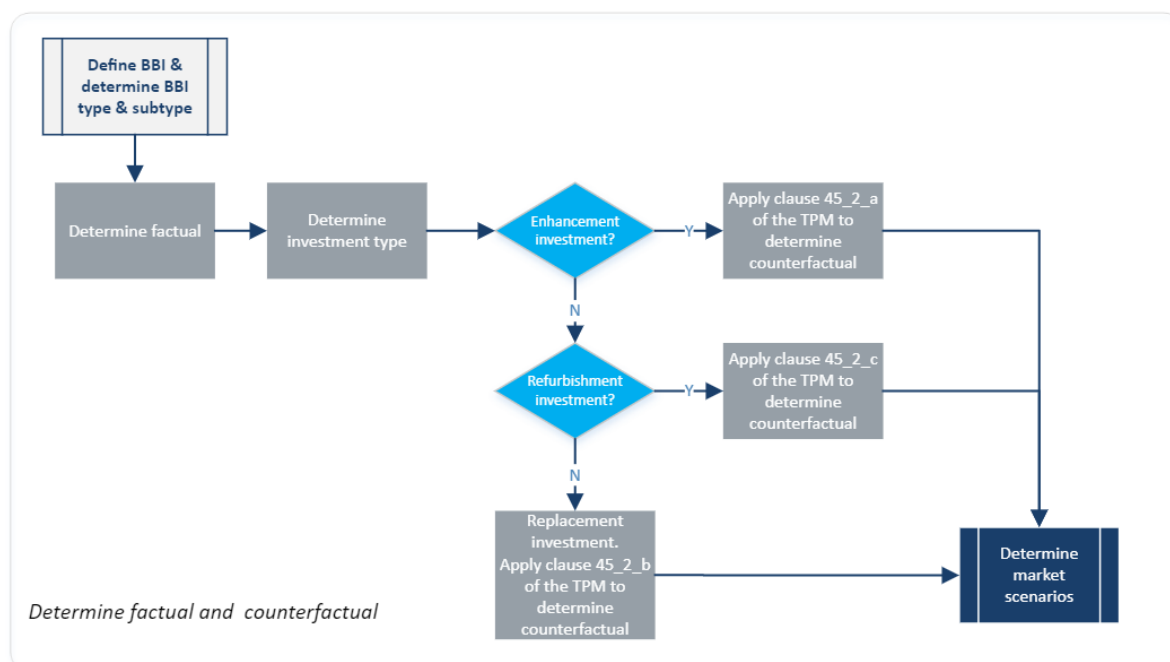 Define BBI &
determine BBI
type & subtype
Determine factual
Determine
investment type
Enhancement
investment?
Y
Apply clause 45_2_a
of the TPM to
determine
counterfactual
N
Refurbishment
investment?
Y
Apply clause 45_2_c
of the TPM to
determine
counterfactual
N
Replacement
investment.
Apply clause 45_2_b
of the TPM to
determine
counterfactual
Determine
market
scenarios
Determine factual and counterfactual